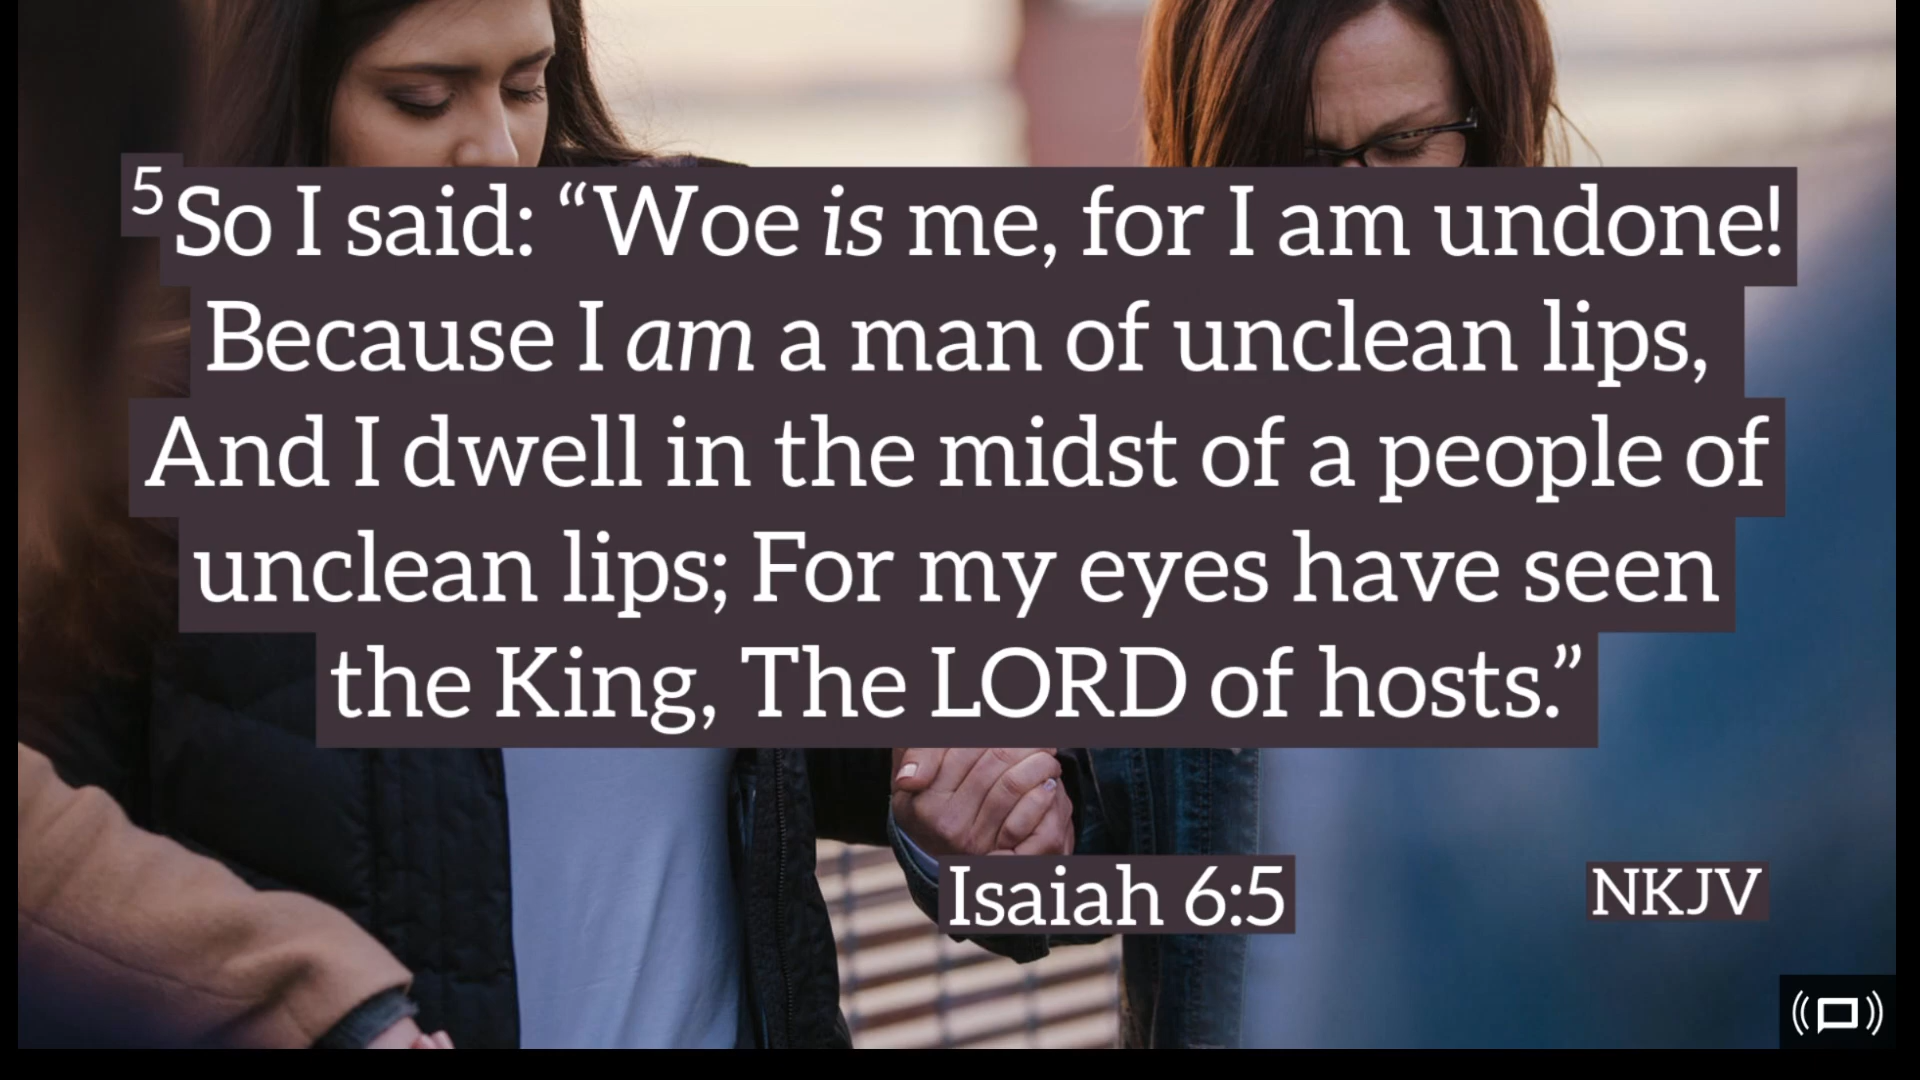 5 So I said: “Woe is me, for I am undone!
Because I am a man of unclean lips,
And I dwell in the midst of a people of
unclean lips; For my eyes have seen
the King, The LORD of hosts.”
Isaiah 6:5
NKJV